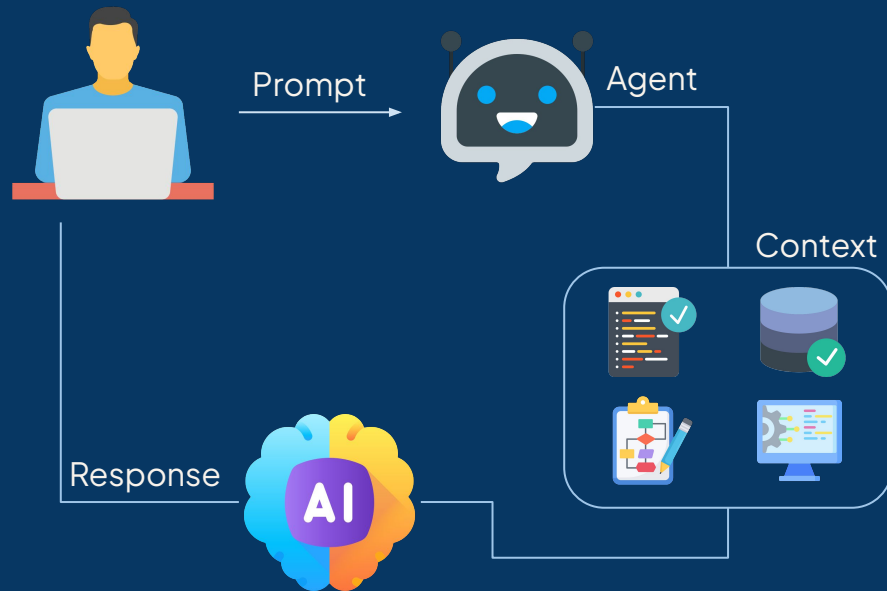 Prompt
Agent
Context
Response
AI